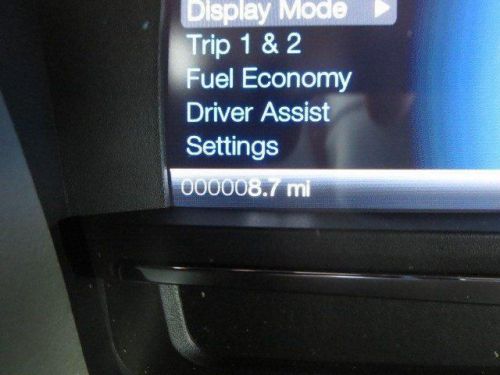 Display Mode
Trip 1 & 2
Fuel Economy
Driver Assist
Settings
000008.7 mi